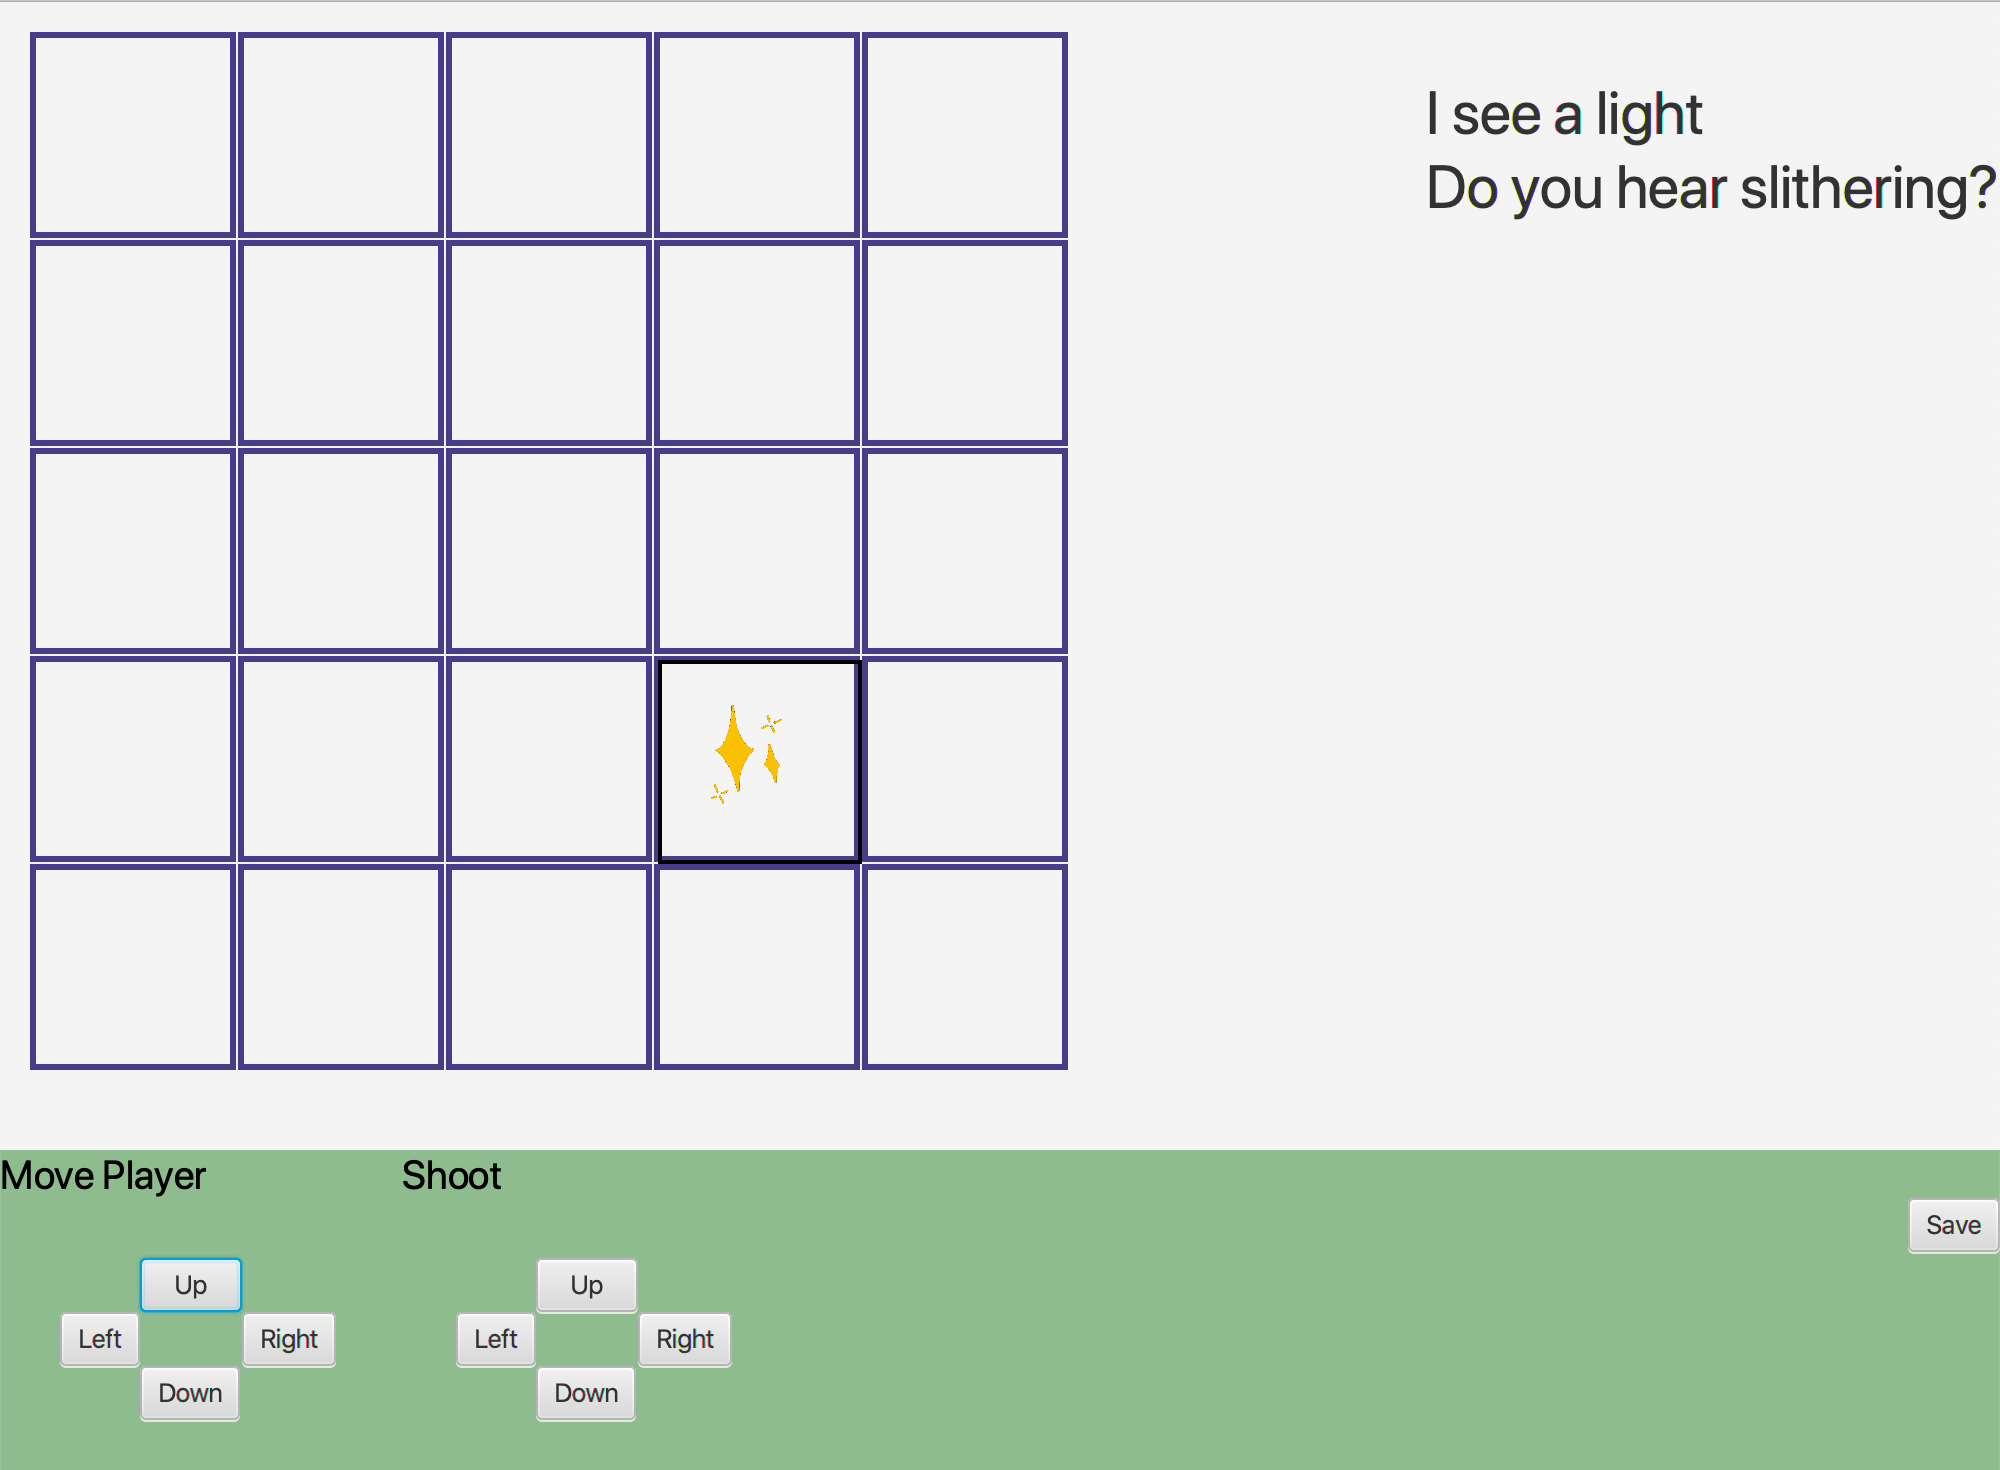 I see a light
Do you hear slithering?
Move Player
Shoot
Save
Up
Left
Right
Down
Up
Left
Right
Down